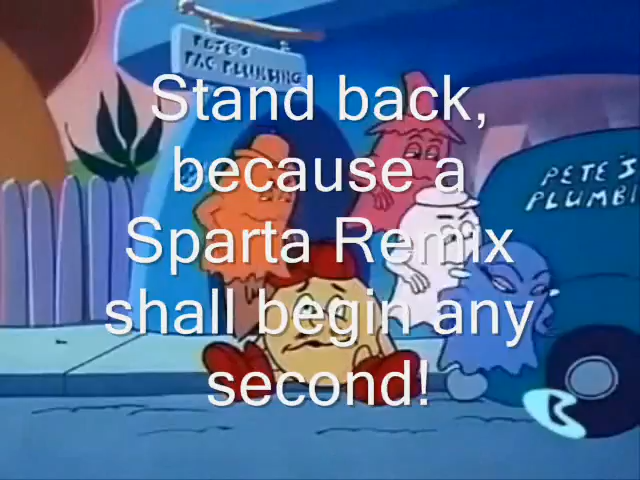 PETE'S
PAC PLUMBING
Stand back,
because a
Sparta Remix
shall begin any
second!
PETE'S
PLUMBI